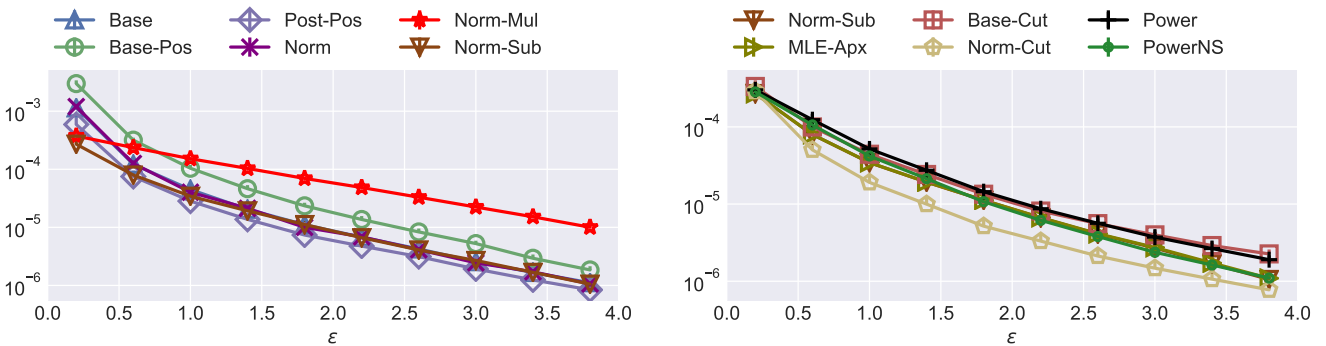 Base Post-Pos Norm-Mul
Base-Pos Norm Norm-Sub
10⁻³
10⁻⁴
10⁻⁵
10⁻⁶
0.0 0.5 1.0 1.5 2.0 2.5 3.0 3.5 4.0
ε
Norm-Sub Base-Cut Power
MLE-Apx Norm-Cut PowerNS
10⁻⁴
10⁻⁵
10⁻⁶
0.0 0.5 1.0 1.5 2.0 2.5 3.0 3.5 4.0
ε